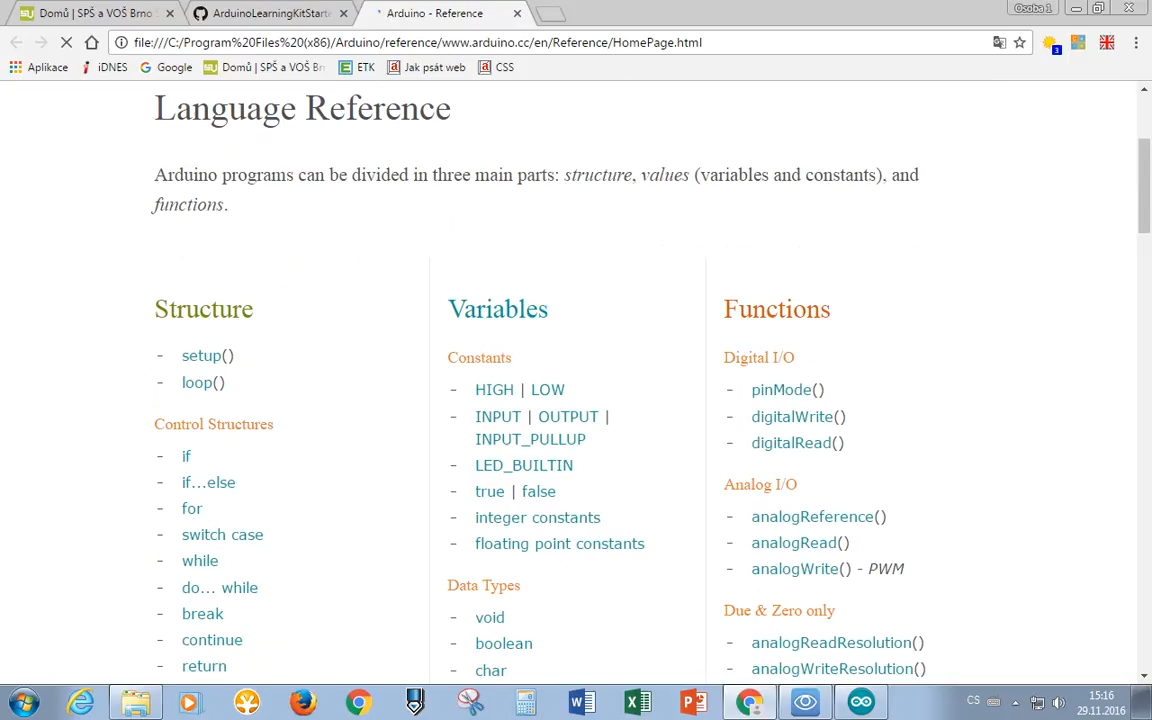 Domů | SPŠ a VOŠ Brno
ArduinoLearningKitStarte
Arduino - Reference
Osoba 1
file:///C:/Program%20Files%20(x86)/Arduino/reference/www.arduino.cc/en/Reference/HomePage.html
3
Aplikace
iDNES
Google
Domů | SPŠ a VOŠ Br
ETK
Jak psát web
CSS
Language Reference
Arduino programs can be divided in three main parts: structure, values (variables and constants), and
functions.
Structure
- setup()
- loop()
Control Structures
- if
- if...else
- for
- switch case
- while
- do... while
- break
- continue
- return
Variables
Constants
- HIGH | LOW
- INPUT | OUTPUT |
INPUT_PULLUP
- LED_BUILTIN
- true | false
- integer constants
- floating point constants
Data Types
- void
- boolean
- char
Functions
Digital I/O
- pinMode()
- digitalWrite()
- digitalRead()
Analog I/O
- analogReference()
- analogRead()
- analogWrite() - PWM
Due & Zero only
- analogReadResolution()
- analogWriteResolution()
CS
15:16
29.11.2016